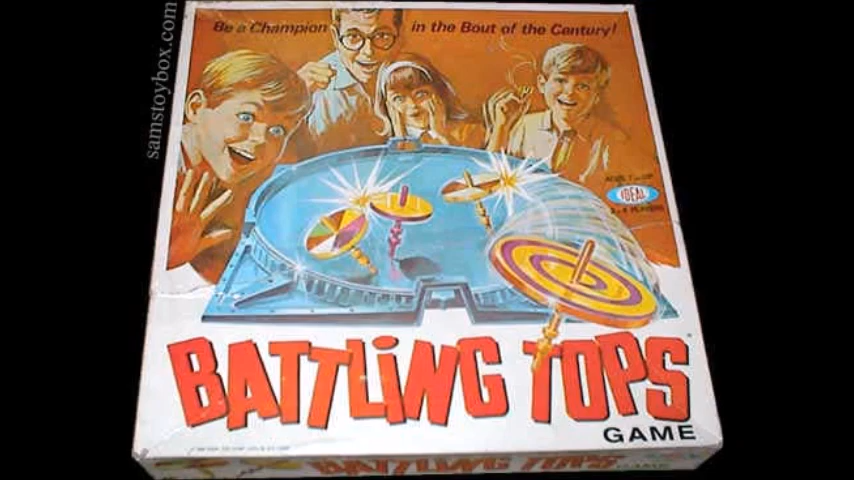 samstoybox.com
Be a Champion in the Bout of the Century!
IDEAL
BATTLING TOPS
GAME
BATTLING TOPS